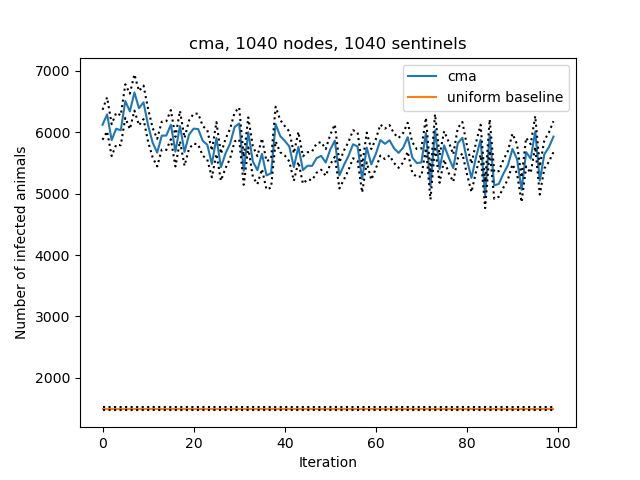 cma, 1040 nodes, 1040 sentinels
cma
uniform baseline
Number of infected animals
7000
6000
5000
4000
3000
2000
0 20 40 60 80 100
Iteration